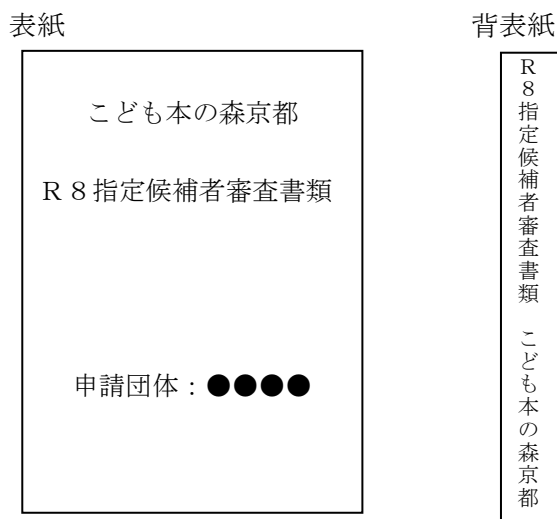 表紙
こども本の森京都
Ｒ８指定候補者審査書類
申請団体：●●●●
背表紙
Ｒ８指定候補者審査書類　こども本の森京都